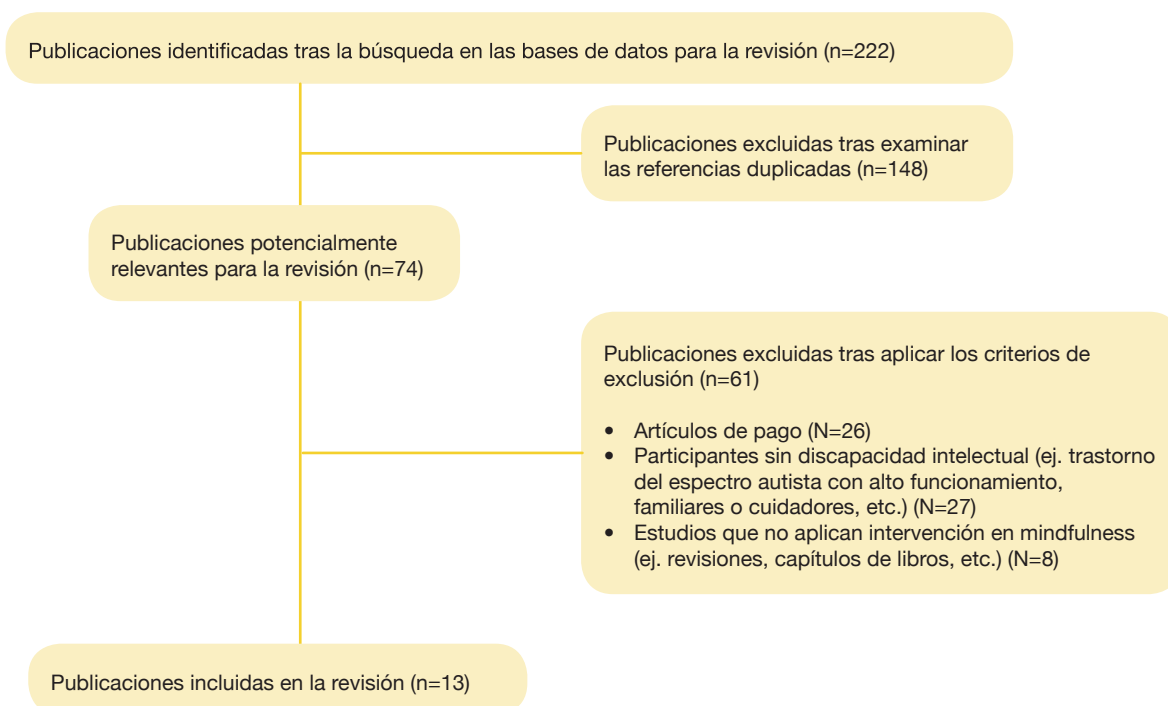 Publicaciones identificadas tras la búsqueda en las bases de datos para la revisión (n=222)
Publicaciones excluidas tras examinar
las referencias duplicadas (n=148)
Publicaciones potencialmente
relevantes para la revisión (n=74)
Publicaciones excluidas tras aplicar los criterios de
exclusión (n=61)
• Artículos de pago (N=26)
• Participantes sin discapacidad intelectual (ej. trastorno
del espectro autista con alto funcionamiento,
familiares o cuidadores, etc.) (N=27)
• Estudios que no aplican intervención en mindfulness
(ej. revisiones, capítulos de libros, etc.) (N=8)
Publicaciones incluidas en la revisión (n=13)